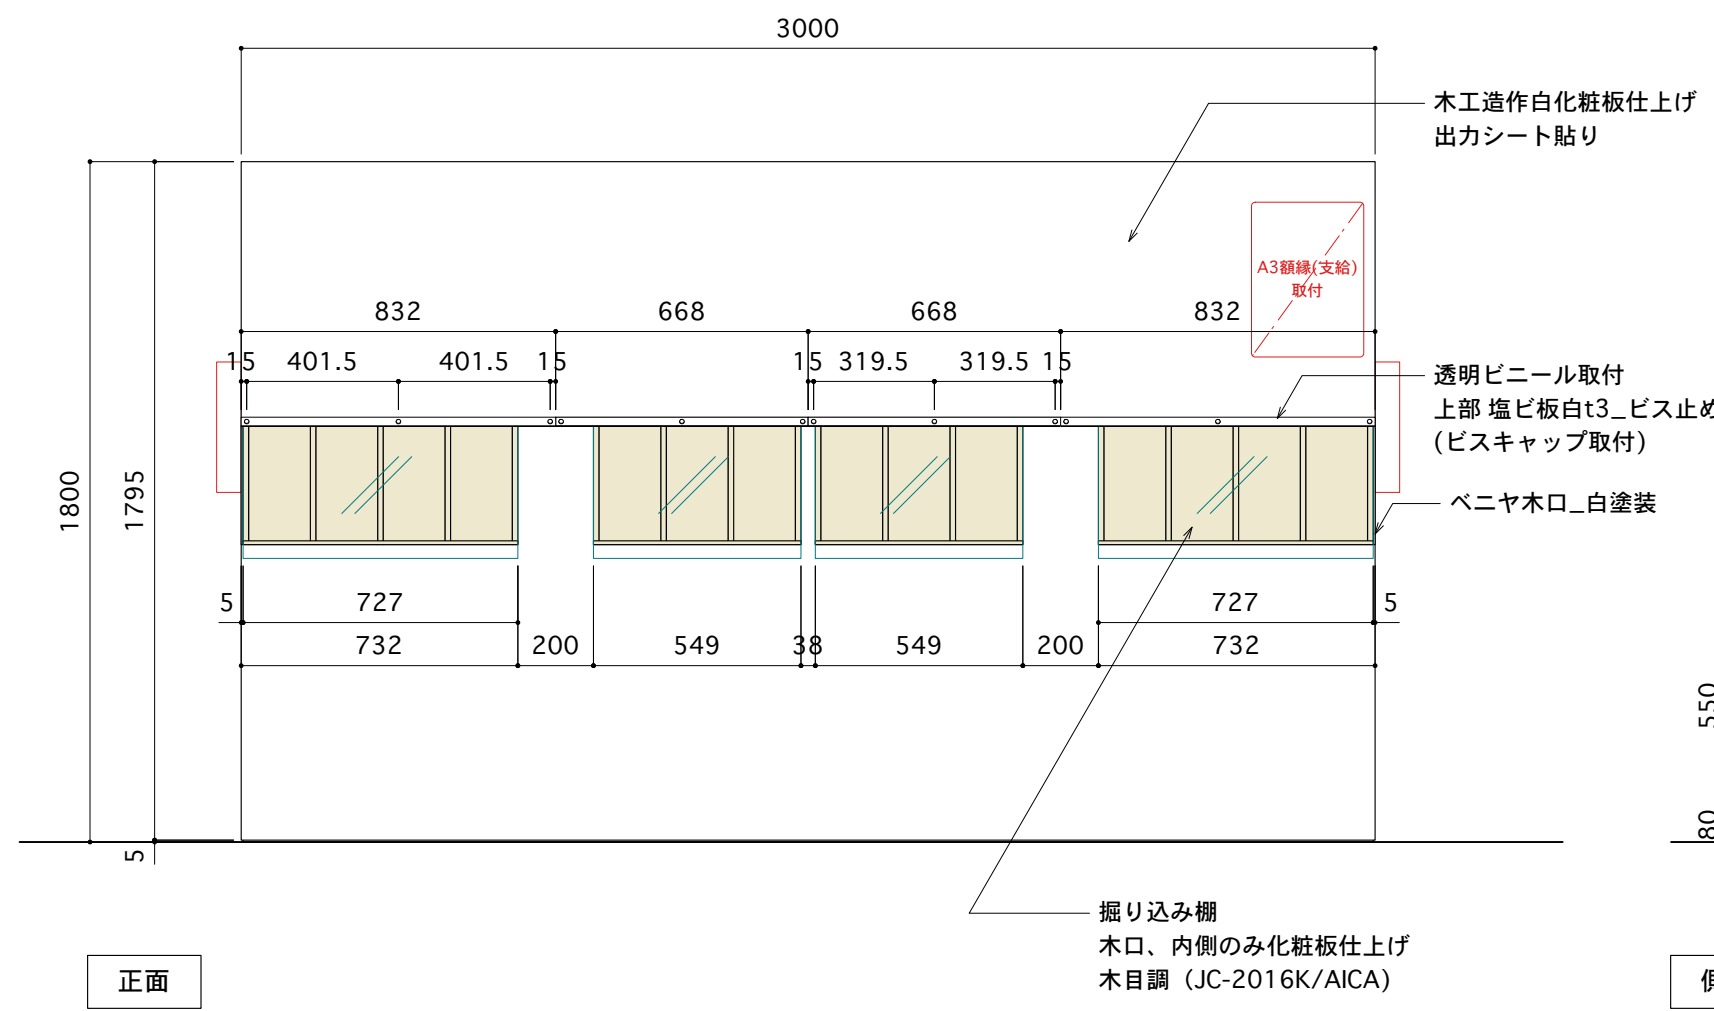 3000
木工造作白化粧板仕上げ
出力シート貼り
A3額縁(支給)
取付
832
668
668
832
15
401.5
401.5
15
15
319.5
319.5
15
透明ビニール取付
上部 塩ビ板白t3_ビス止め
(ビスキャップ取付)
1800
1795
ベニヤ木口_白塗装
5
727
727
5
732
200
549
38
549
200
732
550
80
5
掘り込み棚
木口、内側のみ化粧板仕上げ
木目調（JC-2016K/AICA)
正面